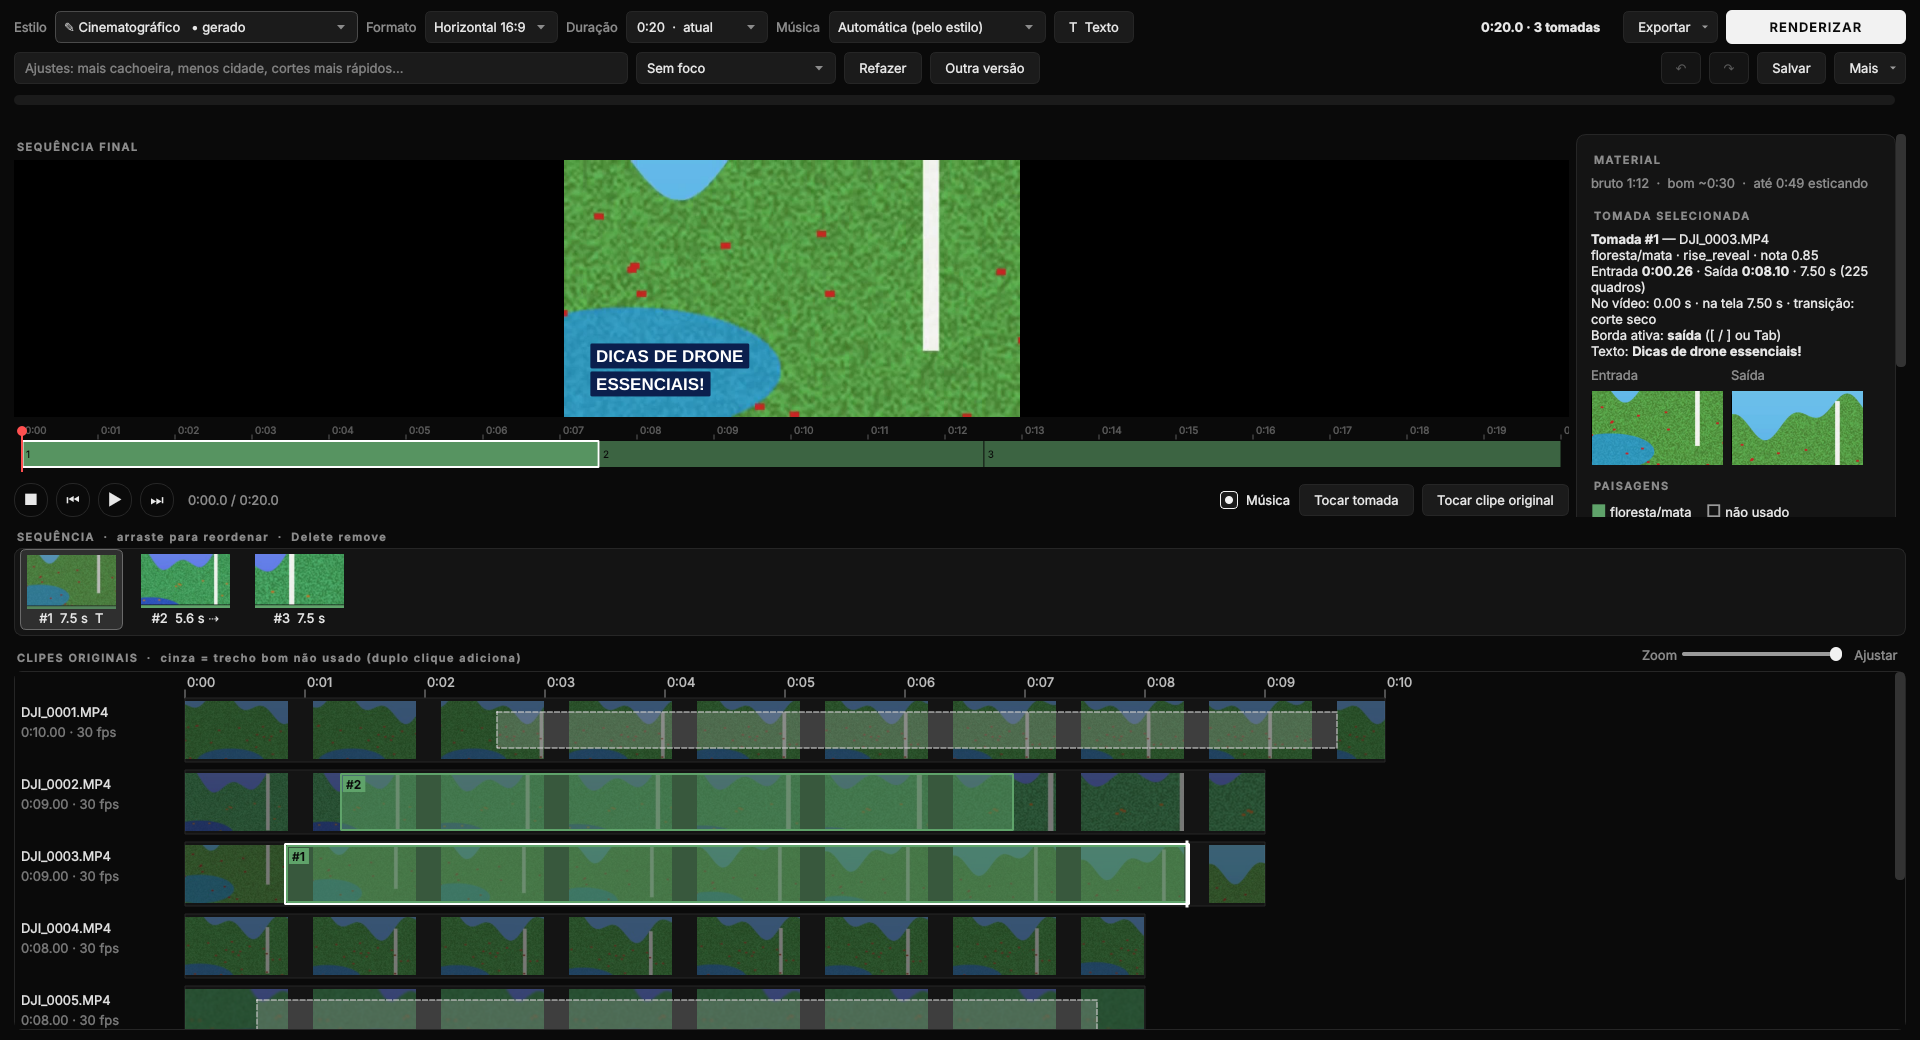 Estilo ✎ Cinematográfico • gerado Formato Horizontal 16:9 Duração 0:20 · atual Música Automática (pelo estilo) T Texto 0:20.0 · 3 tomadas Exportar RENDERIZAR
Ajustes: mais cachoeira, menos cidade, cortes mais rápidos... Sem foco Refazer Outra versão Salvar Mais
SEQUÊNCIA FINAL
DICAS DE DRONE
ESSENCIAIS!
0:00 0:01 0:02 0:03 0:04 0:05 0:06 0:07 0:08 0:09 0:10 0:11 0:12 0:13 0:14 0:15 0:16 0:17 0:18 0:19
1 2 3
0:00.0 / 0:20.0 Música Tocar tomada Tocar clipe original
MATERIAL
bruto 1:12 · bom ~0:30 · até 0:49 esticando
TOMADA SELECIONADA
Tomada #1 — DJI_0003.MP4
floresta/mata · rise_reveal · nota 0.85
Entrada 0:00.26 · Saída 0:08.10 · 7.50 s (225
quadros)
No vídeo: 0.00 s · na tela 7.50 s · transição:
corte seco
Borda ativa: saída ([ / ] ou Tab)
Texto: Dicas de drone essenciais!
Entrada Saída
PAISAGENS
floresta/mata não usado
SEQUÊNCIA · arraste para reordenar · Delete remove
#1 7.5 s T #2 5.6 s ⇢ #3 7.5 s
CLIPES ORIGINAIS · cinza = trecho bom não usado (duplo clique adiciona) Zoom Ajustar
0:00 0:01 0:02 0:03 0:04 0:05 0:06 0:07 0:08 0:09 0:10
DJI_0001.MP4
0:10.00 · 30 fps
DJI_0002.MP4 #2
0:09.00 · 30 fps
DJI_0003.MP4 #1
0:09.00 · 30 fps
DJI_0004.MP4
0:08.00 · 30 fps
DJI_0005.MP4
0:08.00 · 30 fps